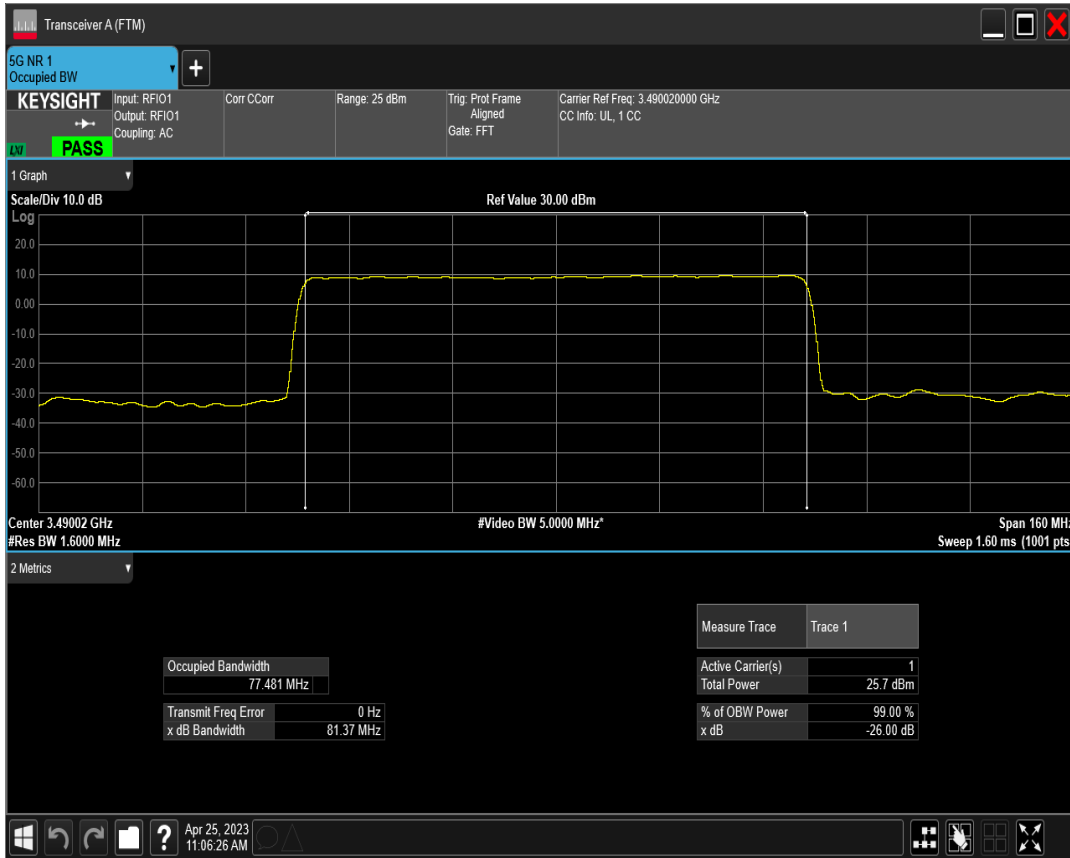 Transceiver A (FTM)
5G NR 1
Occupied BW
+
KEYSIGHT
LXI
PASS
Input: RFIO1
Output: RFIO1
Coupling: AC
Corr CCorr
Range: 25 dBm
Trig: Prot Frame
Aligned
Gate: FFT
Carrier Ref Freq: 3.490020000 GHz
CC Info: UL, 1 CC
1 Graph
Scale/Div 10.0 dB
Ref Value 30.00 dBm
Log
20.0
10.0
0.00
-10.0
-20.0
-30.0
-40.0
-50.0
-60.0
Center 3.49002 GHz
#Video BW 5.0000 MHz*
Span 160 MHz
#Res BW 1.6000 MHz
Sweep 1.60 ms (1001 pts
2 Metrics
Measure Trace Trace 1
Occupied Bandwidth
77.481 MHz
Active Carrier(s) 1
Total Power 25.7 dBm
Transmit Freq Error 0 Hz
x dB Bandwidth 81.37 MHz
% of OBW Power 99.00 %
x dB -26.00 dB
?
Apr 25, 2023
11:06:26 AM